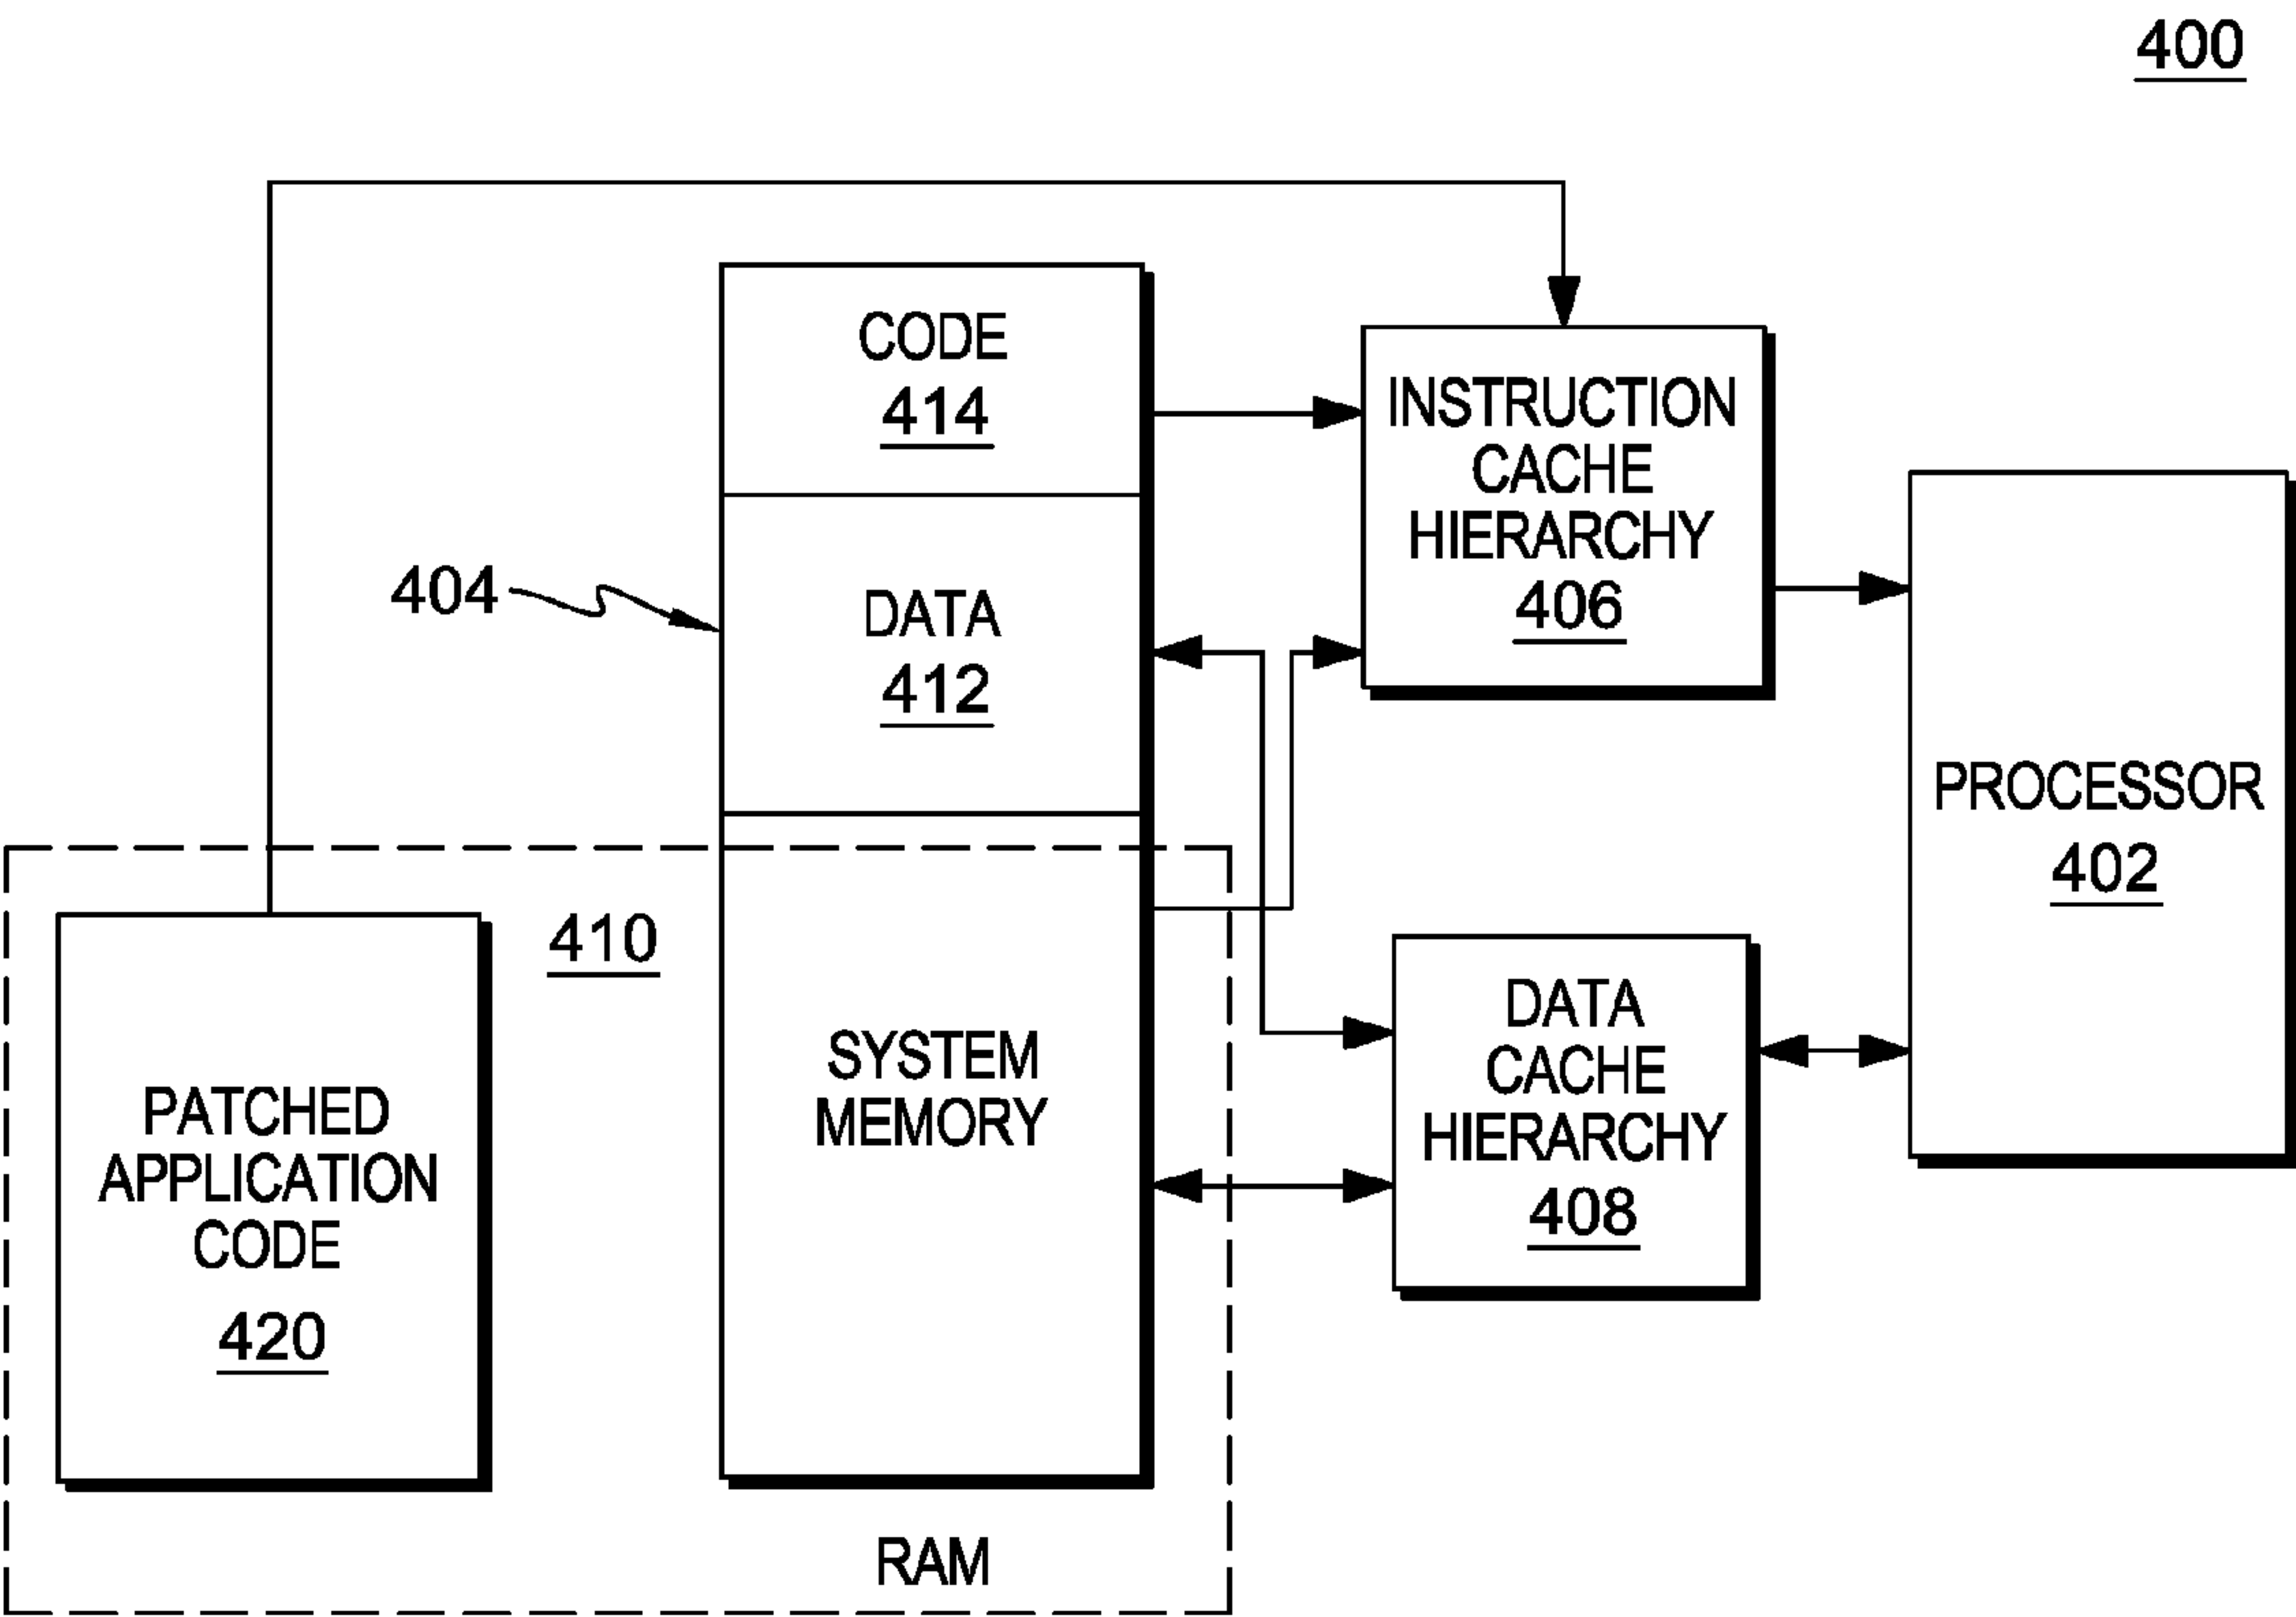 400
CODE
414
INSTRUCTION
CACHE
HIERARCHY
406
404
DATA
412
PROCESSOR
402
410
PATCHED
APPLICATION
CODE
420
SYSTEM
MEMORY
DATA
CACHE
HIERARCHY
408
RAM